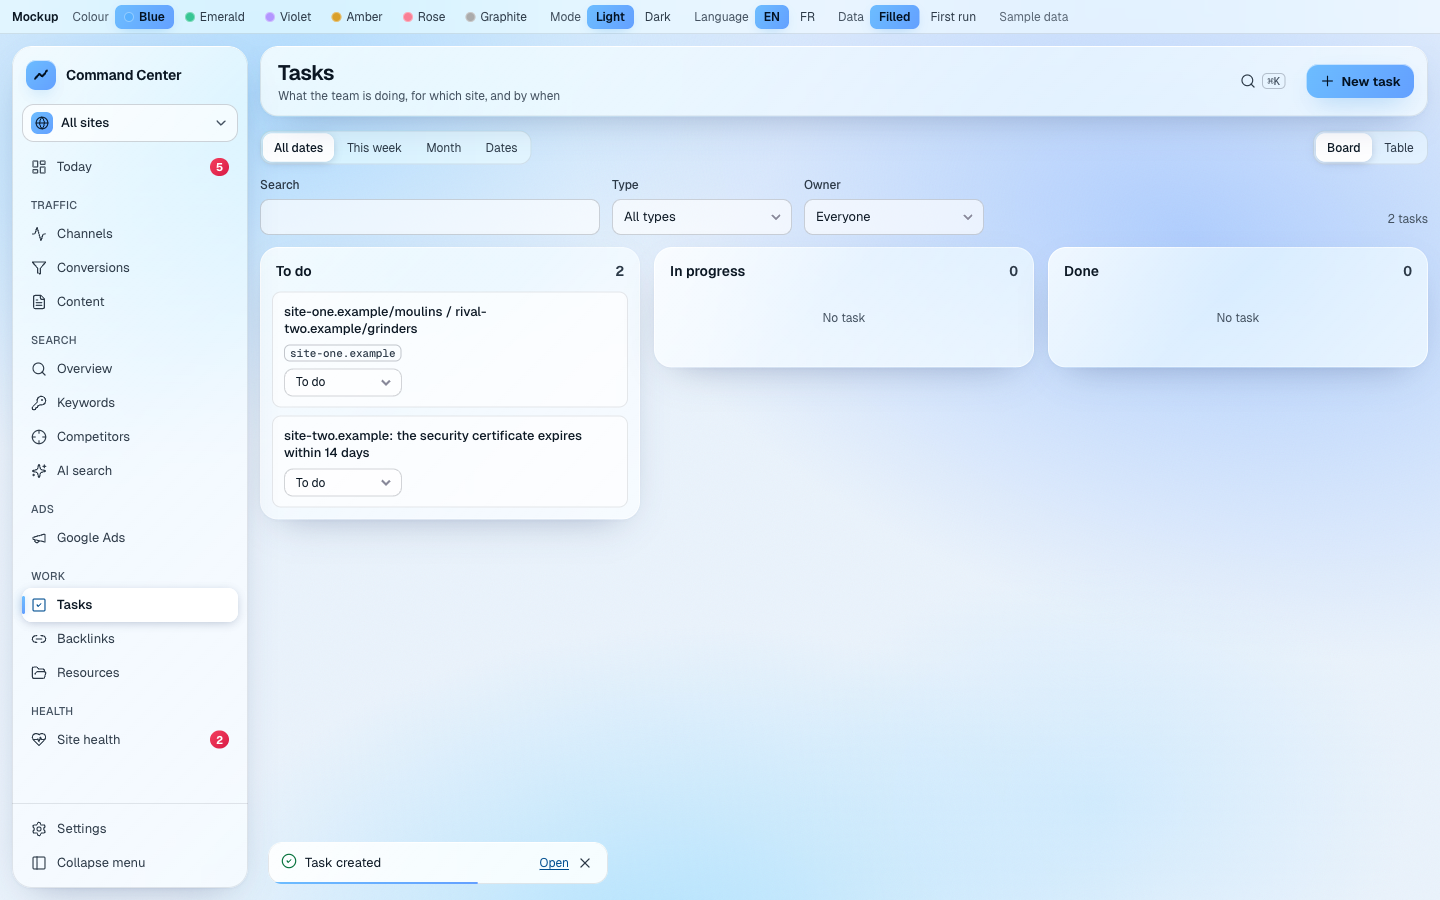 Mockup Colour Blue Emerald Violet Amber Rose Graphite Mode Light Dark Language EN FR Data Filled First run Sample data
Command Center
All sites
Today 5
TRAFFIC
Channels
Conversions
Content
SEARCH
Overview
Keywords
Competitors
AI search
ADS
Google Ads
WORK
Tasks
Backlinks
Resources
HEALTH
Site health 2
Settings
Collapse menu
Tasks
What the team is doing, for which site, and by when
⌘K
New task
All dates This week Month Dates
Board Table
Search
Type
All types
Owner
Everyone
2 tasks
To do 2
site-one.example/moulins / rival-
two.example/grinders
site-one.example
To do
site-two.example: the security certificate expires
within 14 days
To do
In progress 0
No task
Done 0
No task
Task created Open